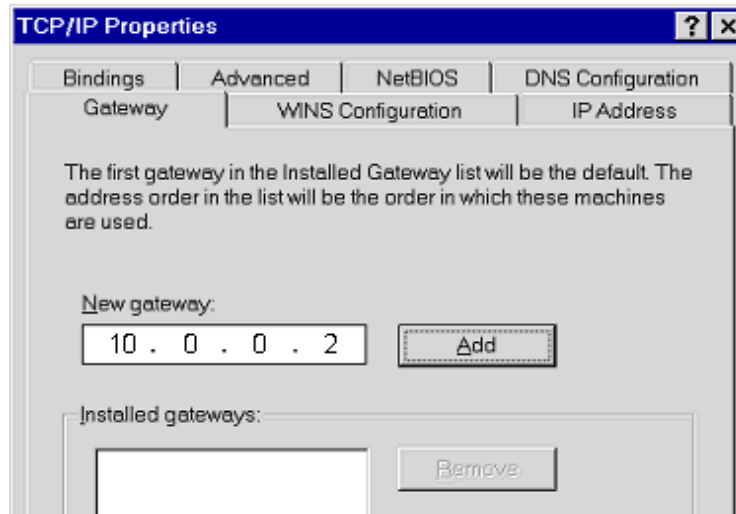 TCP/IP Properties
Bindings
Advanced
NetBIOS
DNS Configuration
Gateway
WINS Configuration
IP Address
The first gateway in the Installed Gateway list will be the default. The
address order in the list will be the order in which these machines
are used.
New gateway:
10 . 0 . 0 . 2
Add
Installed gateways:
Remove